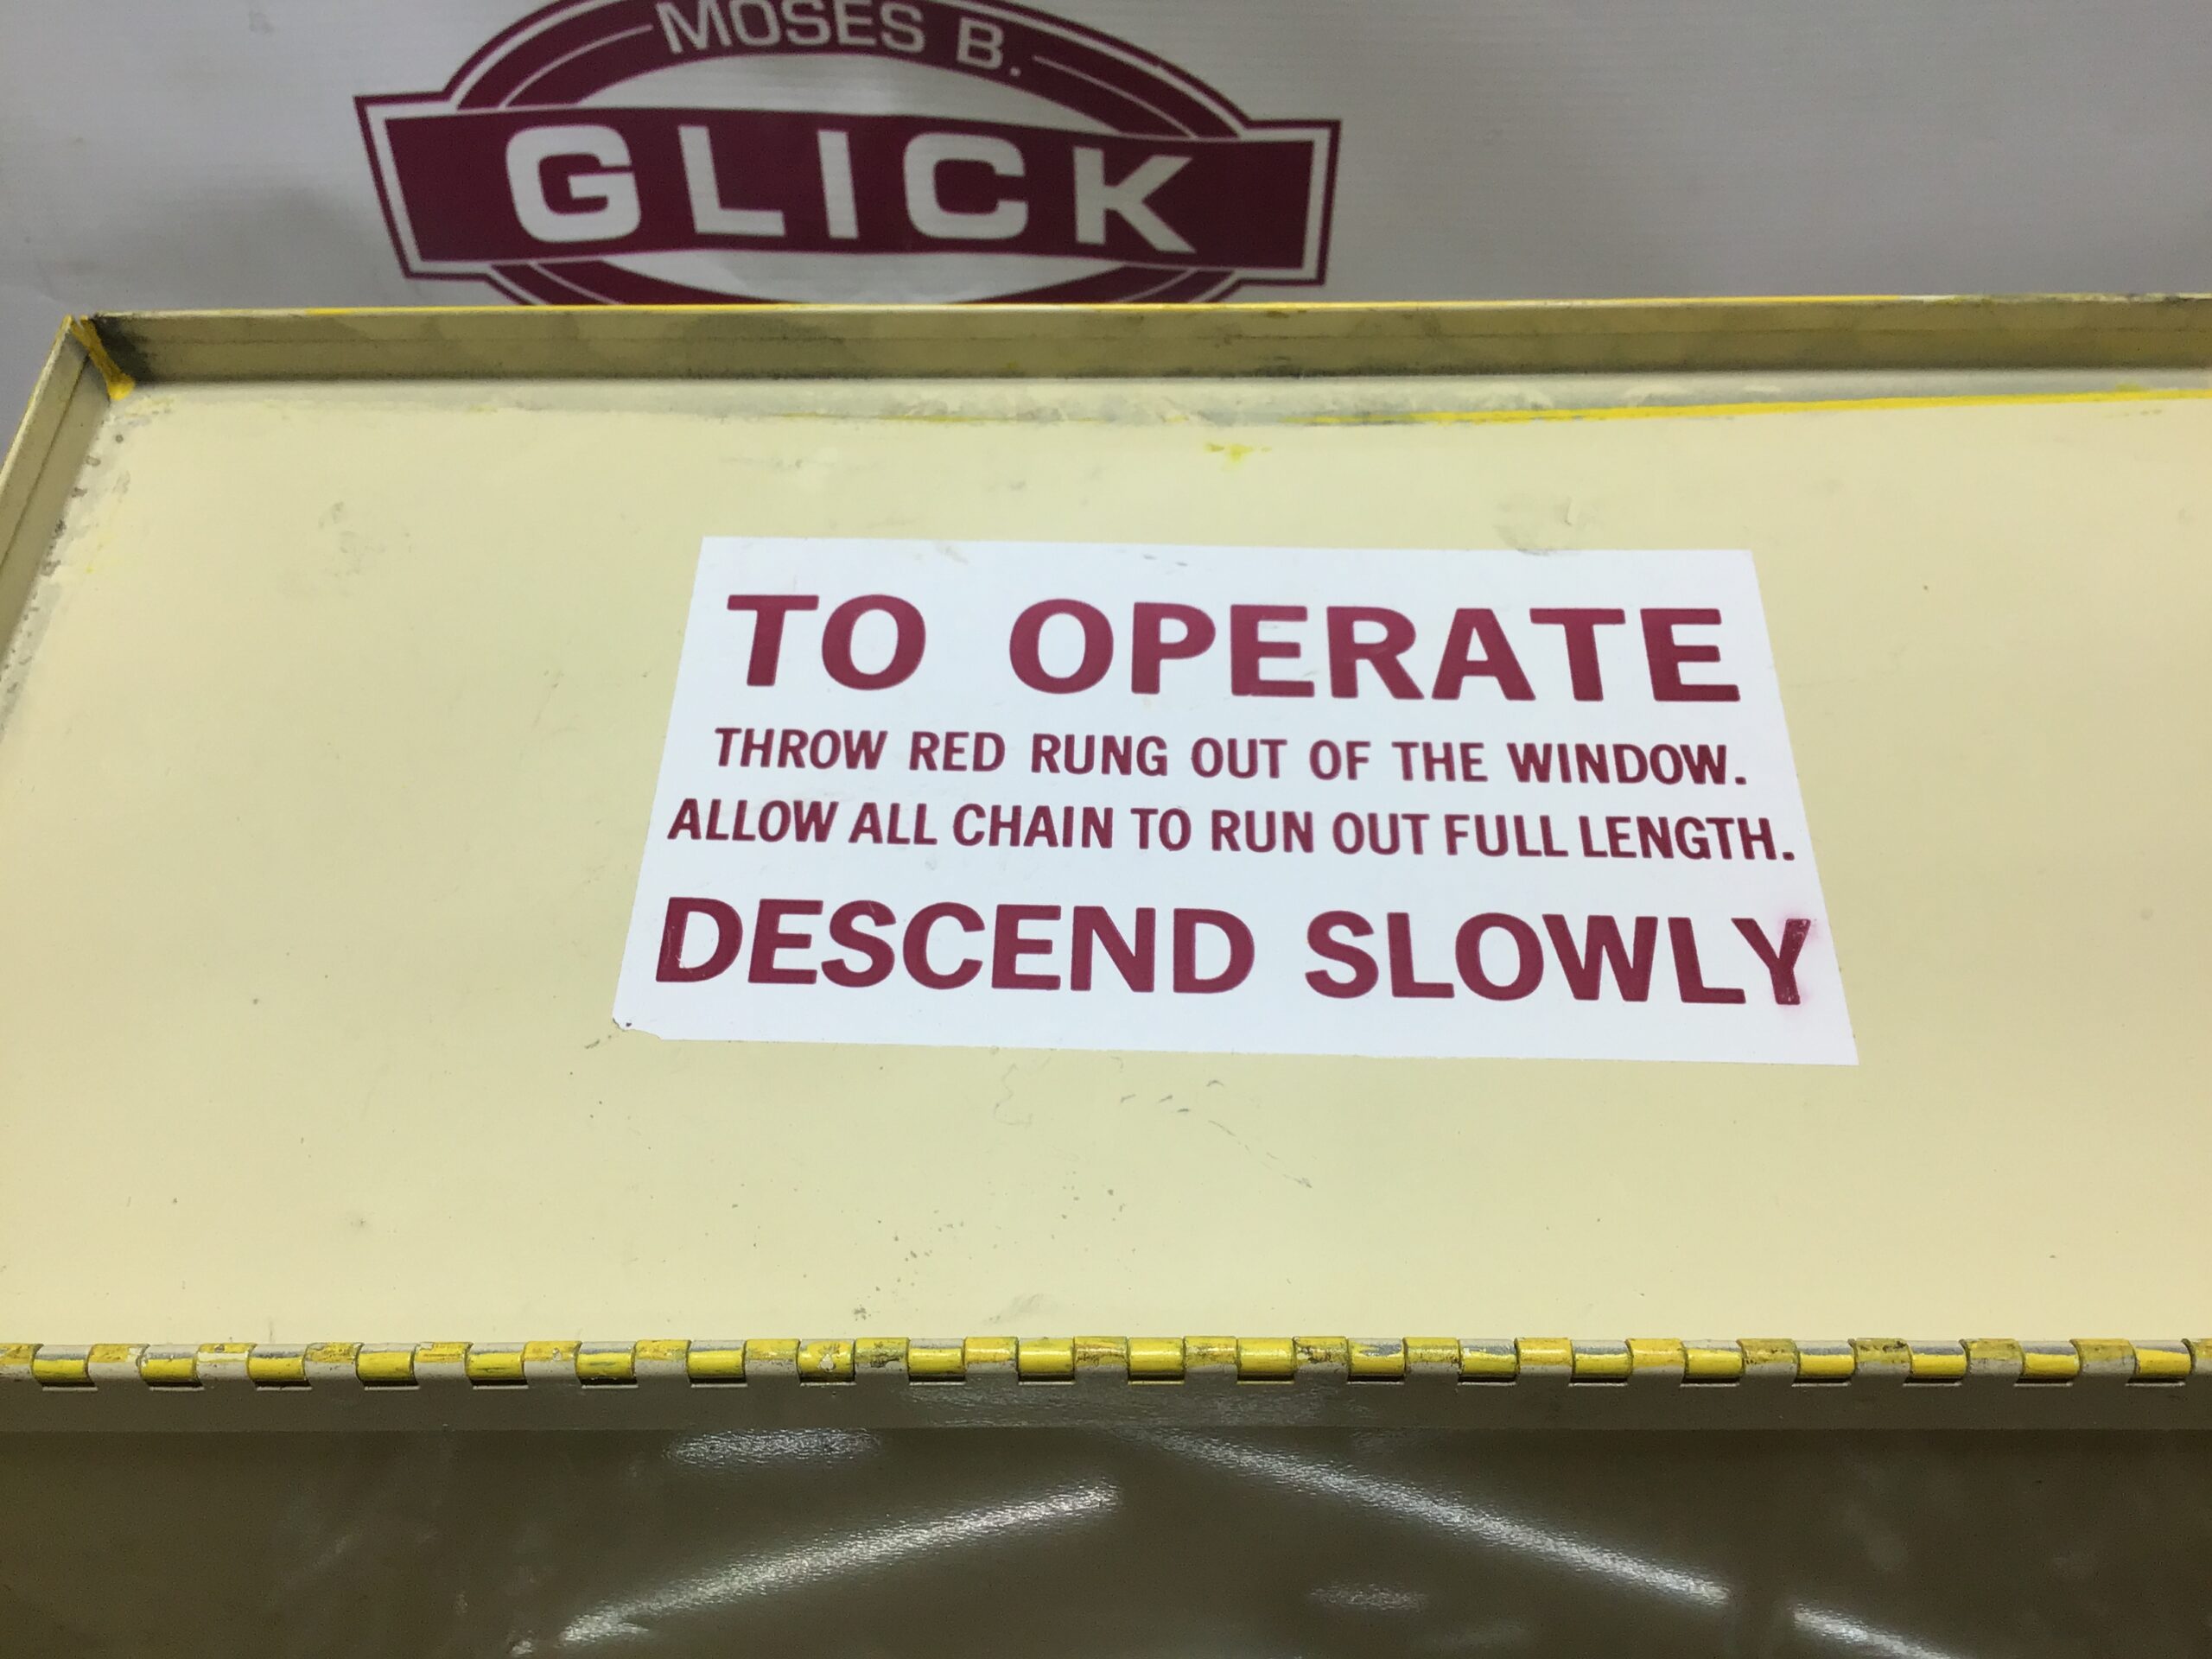 MOSES B.
GLICK
TO OPERATE
THROW RED RUNG OUT OF THE WINDOW.
ALLOW ALL CHAIN TO RUN OUT FULL LENGTH.
DESCEND SLOWLY